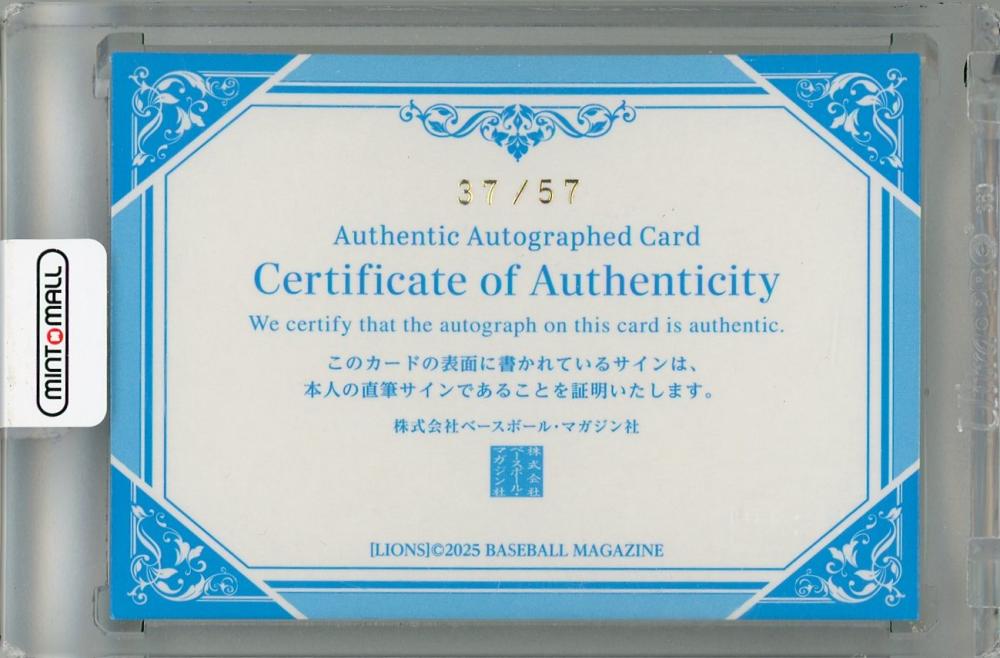 37/57
Authentic Autographed Card
Certificate of Authenticity
We certify that the autograph on this card is authentic.
このカードの表面に書かれているサインは、
本人の直筆サインであることを証明いたします。
株式会社ベースボール・マガジン社
株式会社
ベースボール・
マガジン社
[LIONS]©2025 BASEBALL MAGAZINE
MINT MALL